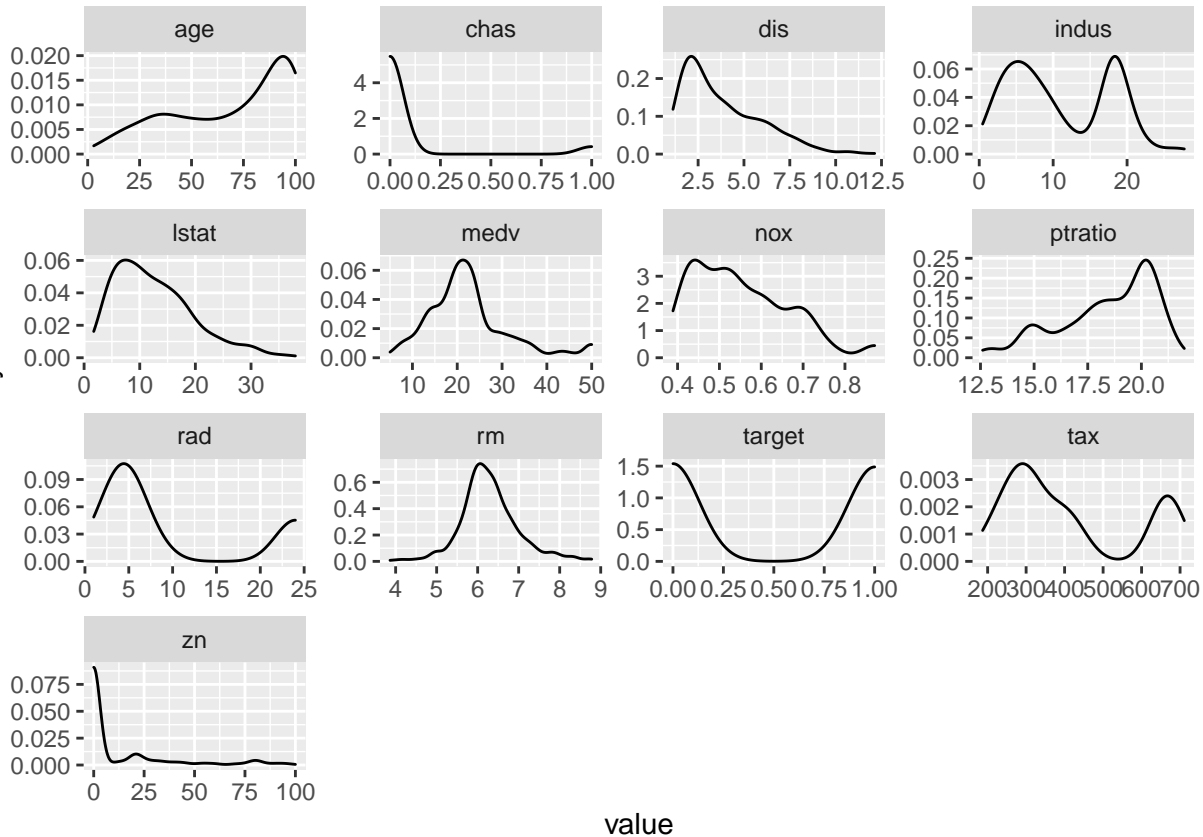 age chas dis indus
0.020 0.015 0.010 0.005 0.000
0 25 50 75 100
4 2 0
0.00 0.25 0.50 0.75 1.00
0.2 0.1 0.0
2.5 5.0 7.5 10.0 12.5
0.06 0.04 0.02 0.00
0 10 20
lstat medv nox ptratio
0.06 0.04 0.02 0.00
0 10 20 30
0.06 0.04 0.02 0.00
10 20 30 40 50
3 2 1 0
0.4 0.5 0.6 0.7 0.8
0.25 0.20 0.15 0.10 0.05 0.00
12.5 15.0 17.5 20.0
rad rm target tax
0.09 0.06 0.03 0.00
0 5 10 15 20 25
0.6 0.4 0.2 0.0
4 5 6 7 8 9
1.5 1.0 0.5 0.0
0.00 0.25 0.50 0.75 1.00
0.003 0.002 0.001 0.000
200 300 400 500 600 700
zn
0.075 0.050 0.025 0.000
0 25 50 75 100
value